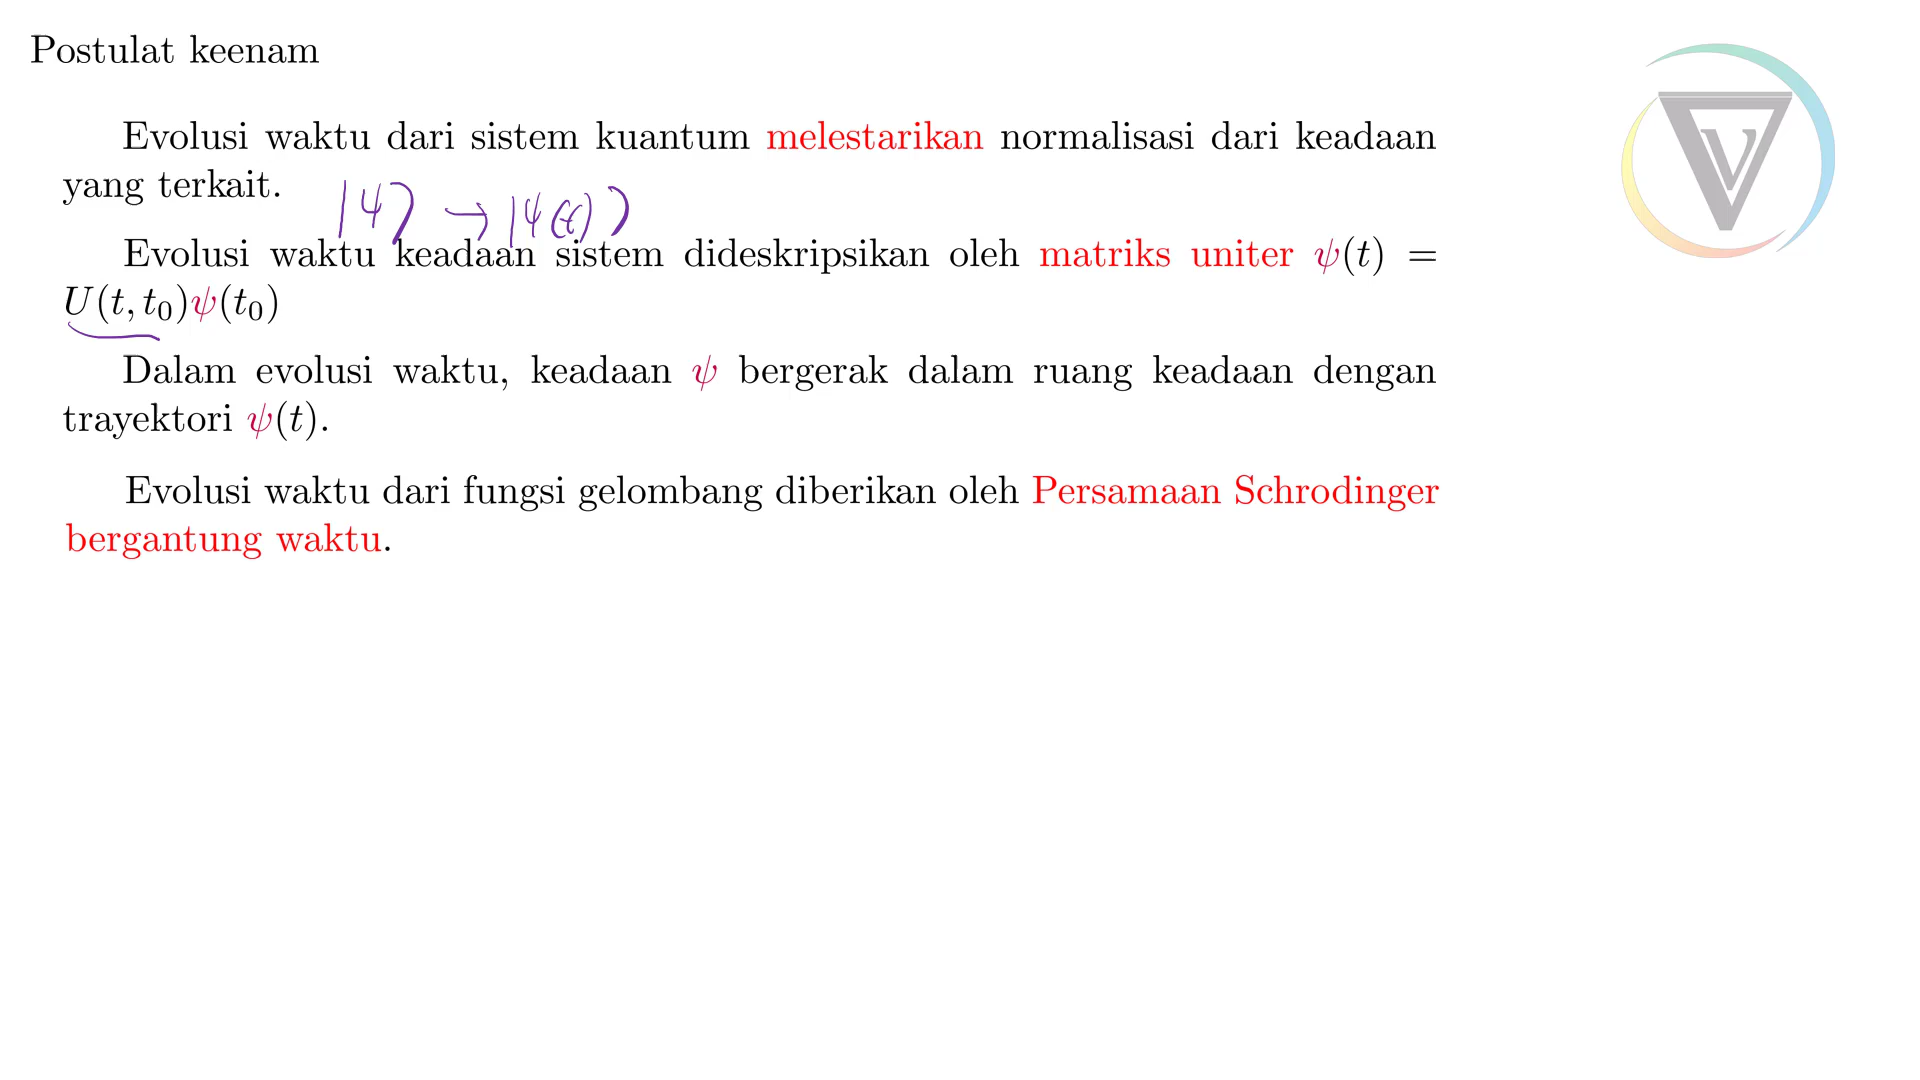 Postulat keenam
Evolusi waktu dari sistem kuantum melestarikan normalisasi dari keadaan
yang terkait.
|ψ⟩ → |ψ(t)⟩
Evolusi waktu keadaan sistem dideskripsikan oleh matriks uniter ψ(t) =
U(t, t₀)ψ(t₀)
Dalam evolusi waktu, keadaan ψ bergerak dalam ruang keadaan dengan
trayektori ψ(t).
Evolusi waktu dari fungsi gelombang diberikan oleh Persamaan Schrodinger
bergantung waktu.